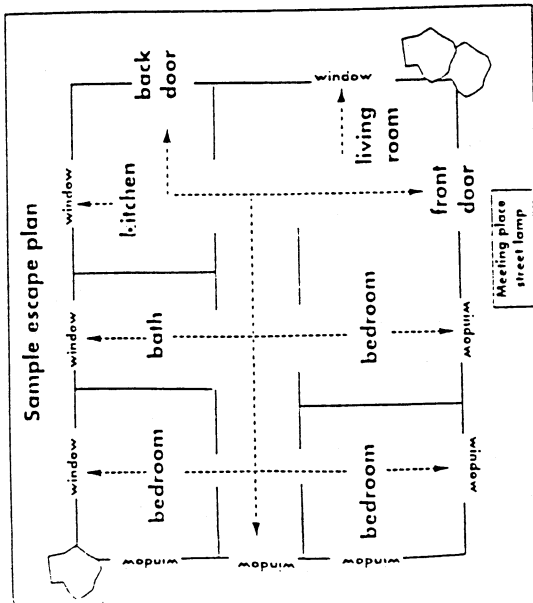 Sample escape plan
window
window
window
bedroom
bath
kitchen
back
door
window
window
window
window
bedroom
bedroom
living
room
front
door
window
window
Meeting place
street lamp